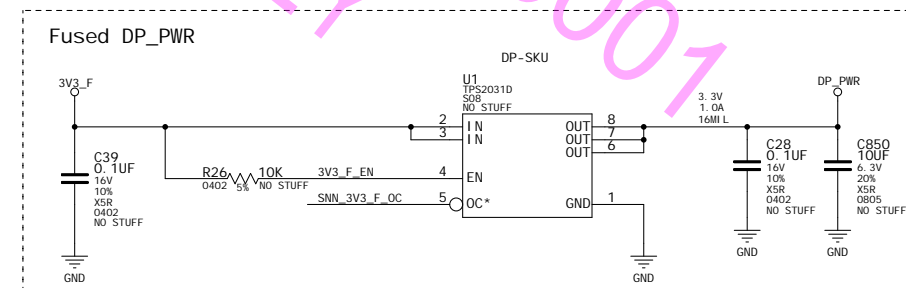 Fused DP_PWR
DP-SKU
3V3_F
U1
TPS2031D
SO8
NO STUFF
DP_PWR
3.3V
1.0A
16MIL
2
IN
3
IN
OUT
8
OUT
7
OUT
6
C39
0.1UF
16V
10%
X5R
0402
NO STUFF
R26
10K
0402
5%
NO STUFF
3V3_F_EN
4
EN
SNN_3V3_F_OC
5
OC*
GND
1
C28
0.1UF
16V
10%
X5R
0402
NO STUFF
C850
10UF
6.3V
20%
X5R
0805
NO STUFF
GND
GND
GND
GND